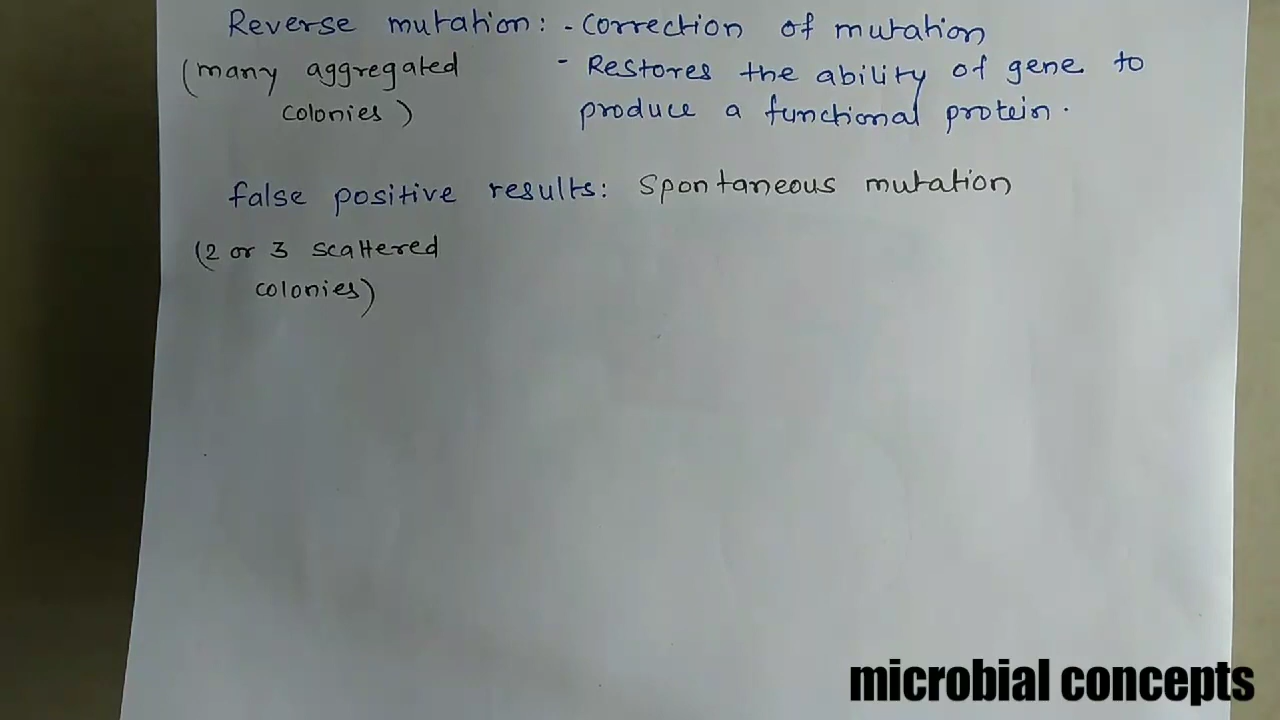 Reverse mutation: - Correction of mutation
(many aggregated colonies)
- Restores the ability of gene to
produce a functional protein.
false positive results: Spontaneous mutation
(2 or 3 scattered
colonies)
microbial concepts